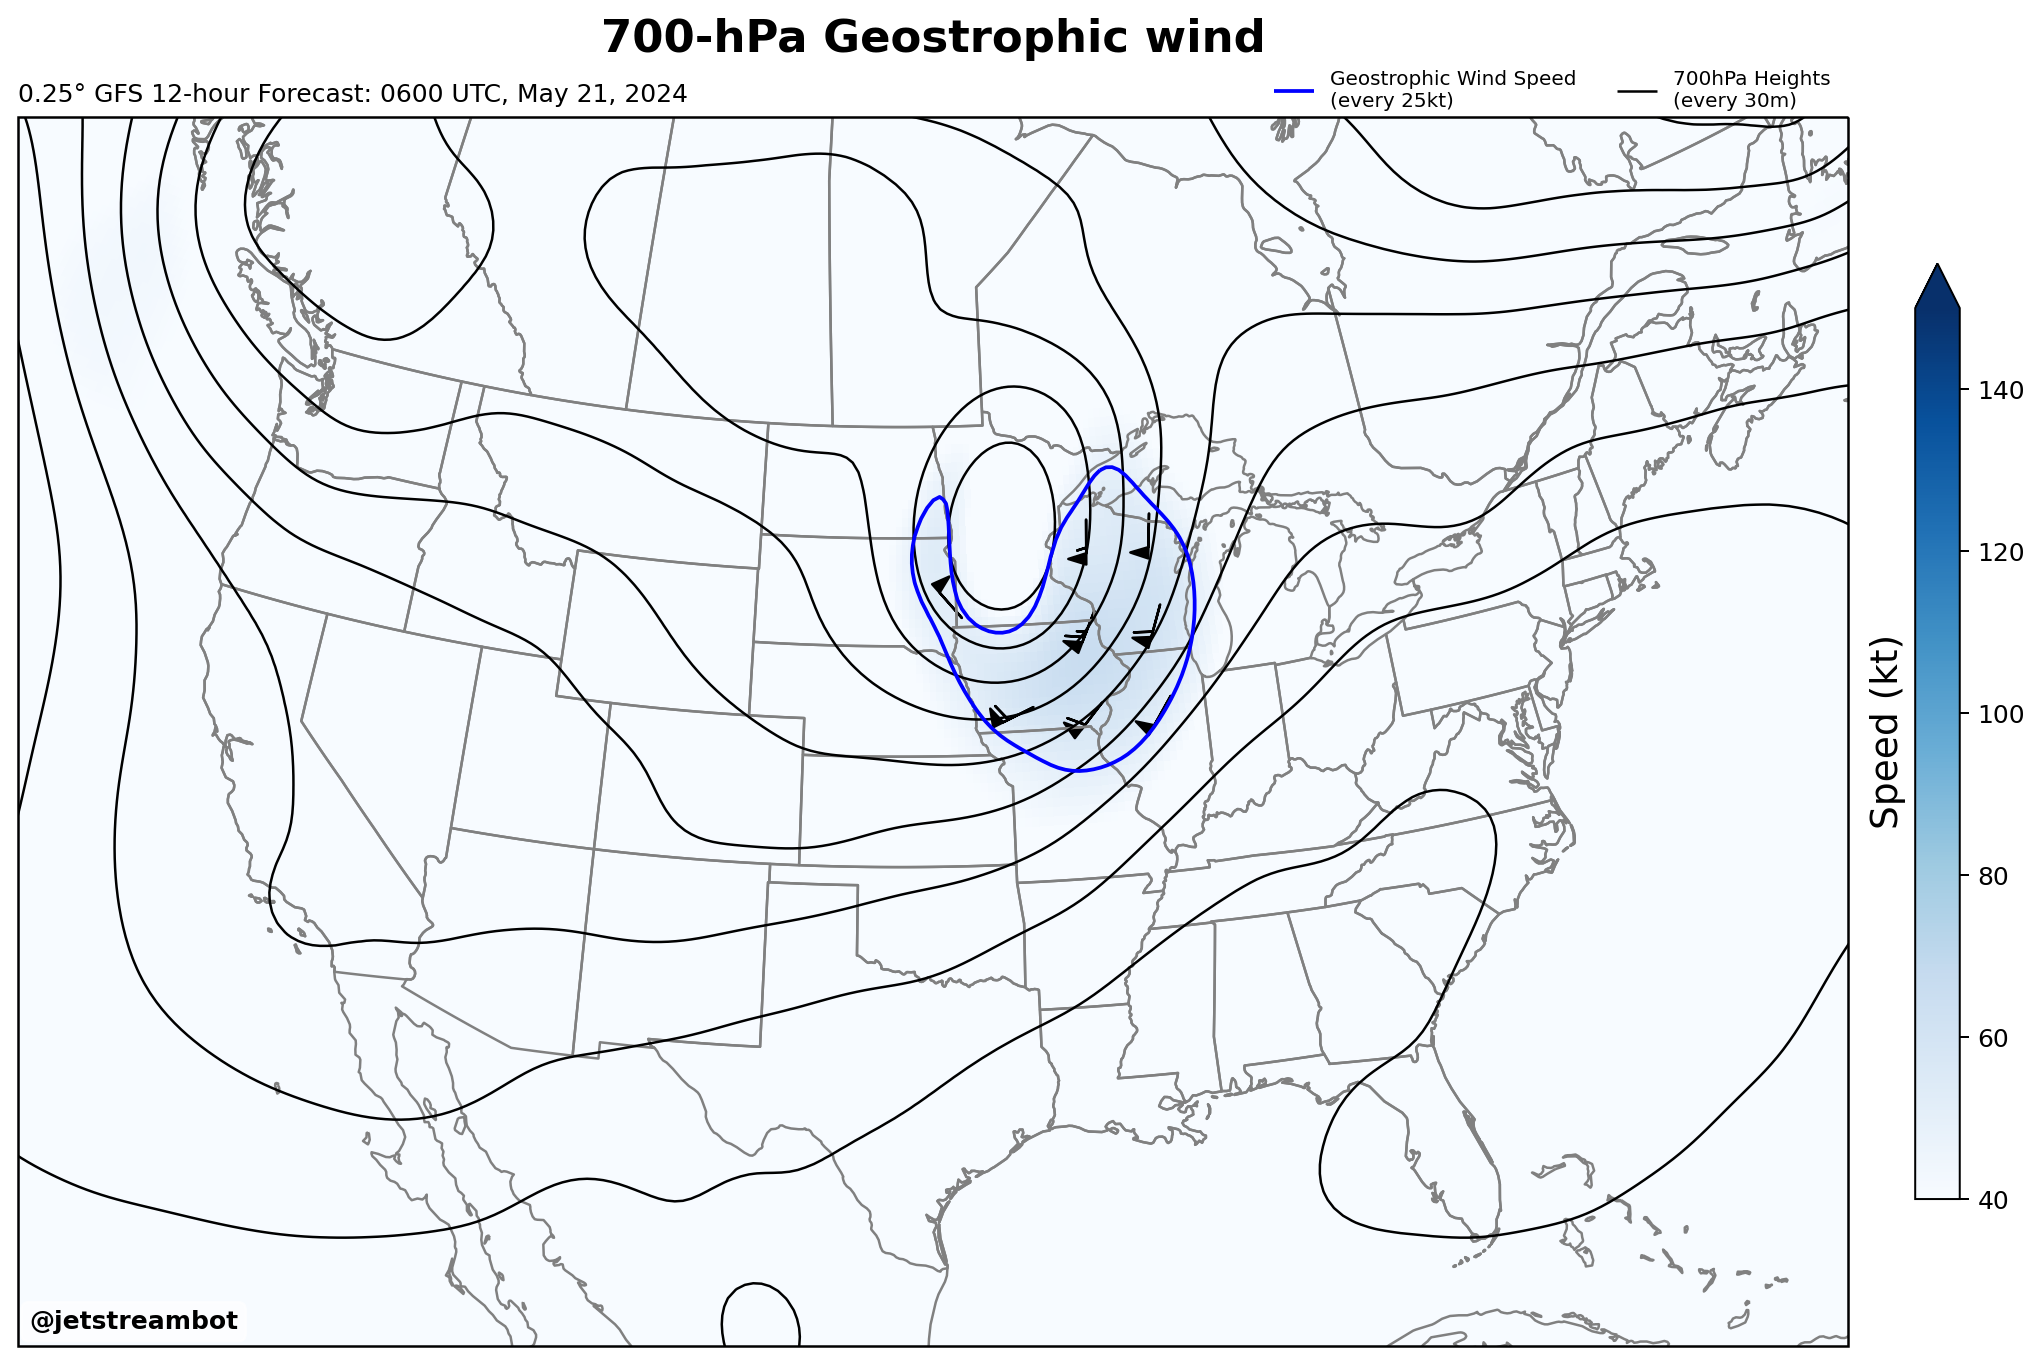 700-hPa Geostrophic wind
0.25° GFS 12-hour Forecast: 0600 UTC, May 21, 2024
Geostrophic Wind Speed
(every 25kt)
700hPa Heights
(every 30m)
140
120
100
80
60
40
Speed (kt)
@jetstreambot